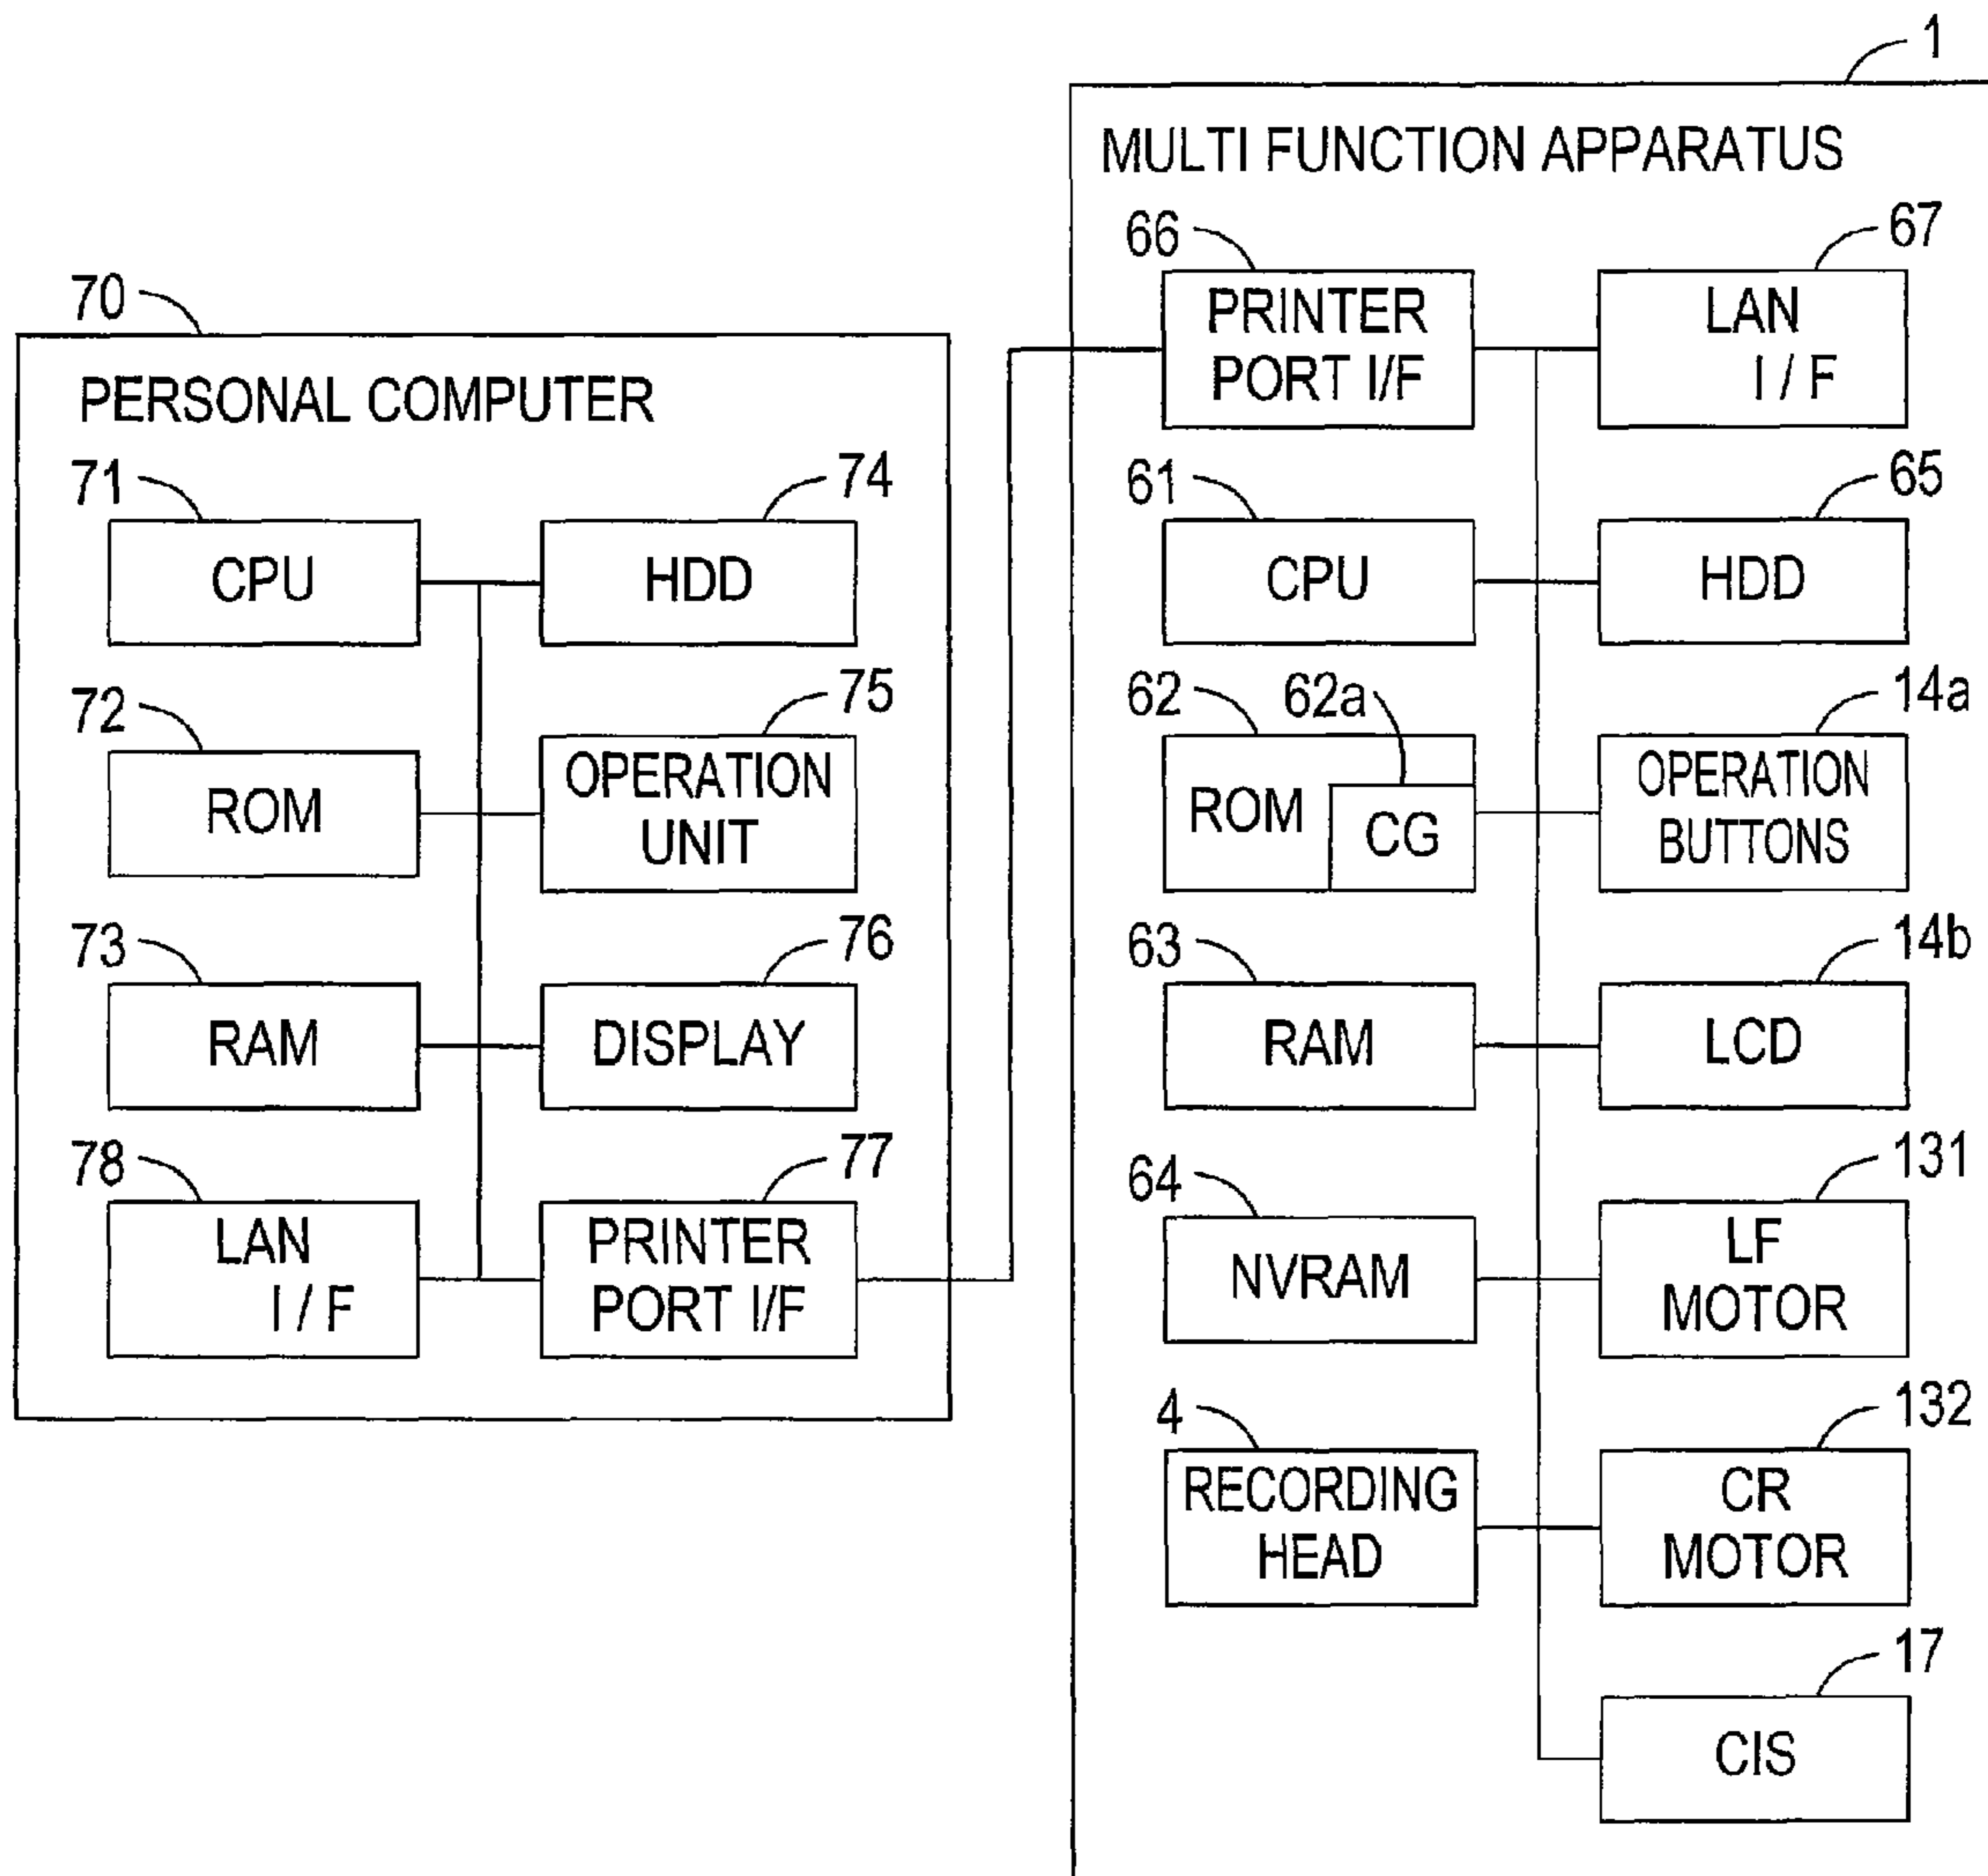 1
MULTI FUNCTION APPARATUS
66
67
PRINTER
PORT I/F
LAN
I / F
70
PERSONAL COMPUTER
71
74
CPU
HDD
61
65
CPU
HDD
72
75
ROM
OPERATION
UNIT
62
62a
14a
ROM
CG
OPERATION
BUTTONS
73
76
RAM
DISPLAY
63
14b
RAM
LCD
78
77
LAN
I / F
PRINTER
PORT I/F
64
131
NVRAM
LF
MOTOR
4
132
RECORDING
HEAD
CR
MOTOR
17
CIS